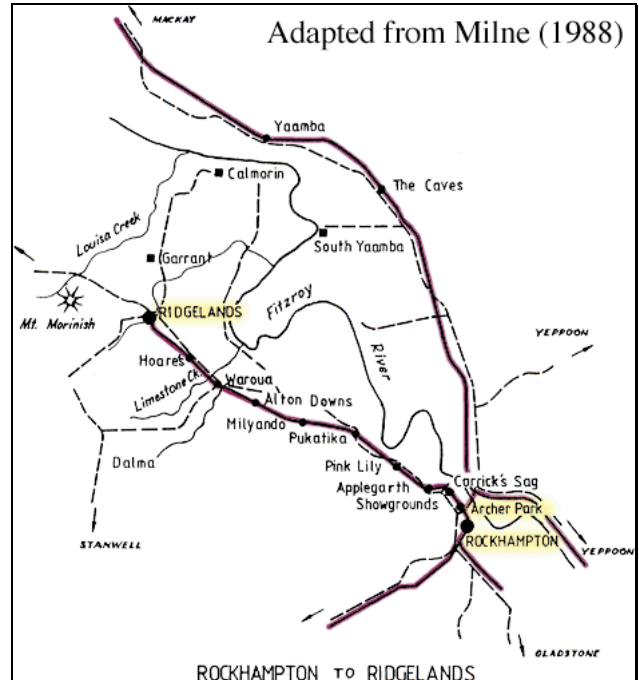 MACKAY
Adapted from Milne (1988)
Yaamba
Calmorin
The Caves
Louisa Creek
South Yaamba
Garrant
Fitzroy
River
RIDGELANDS
Mt. Morinish
YEPPOON
Hoares
Limestone Ck.
Waroua
Alton Downs
Milyando
Pukatika
Dalma
Pink Lily
Carrick's Sag
Applegarth
Showgrounds
Archer Park
ROCKHAMPTON
STANWELL
YEPPOON
GLADSTONE
ROCKHAMPTON TO RIDGELANDS